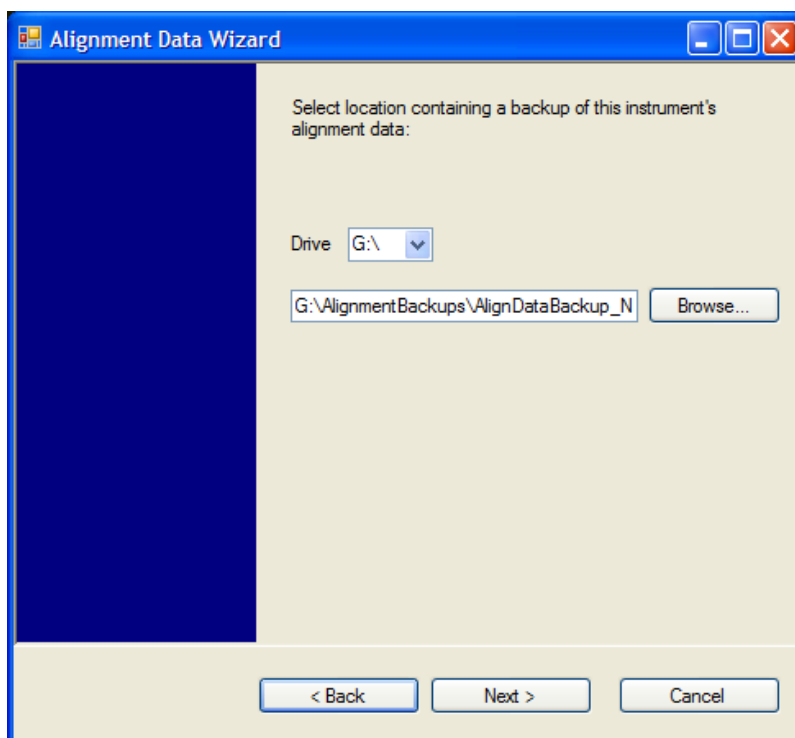 Alignment Data Wizard
Select location containing a backup of this instrument's
alignment data:
Drive G:\
G:\AlignmentBackups\AlignDataBackup_N Browse...
< Back Next > Cancel